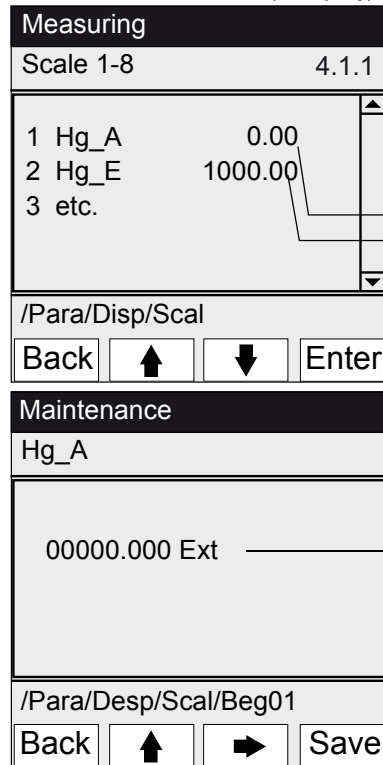 Measuring
Scale 1-8 4.1.1
1 Hg_A 0.00
2 Hg_E 1000.00
3 etc.
/Para/Disp/Scal
Back Enter
Maintenance
Hg_A
00000.000 Ext
/Para/Desp/Scal/Beg01
Back Save